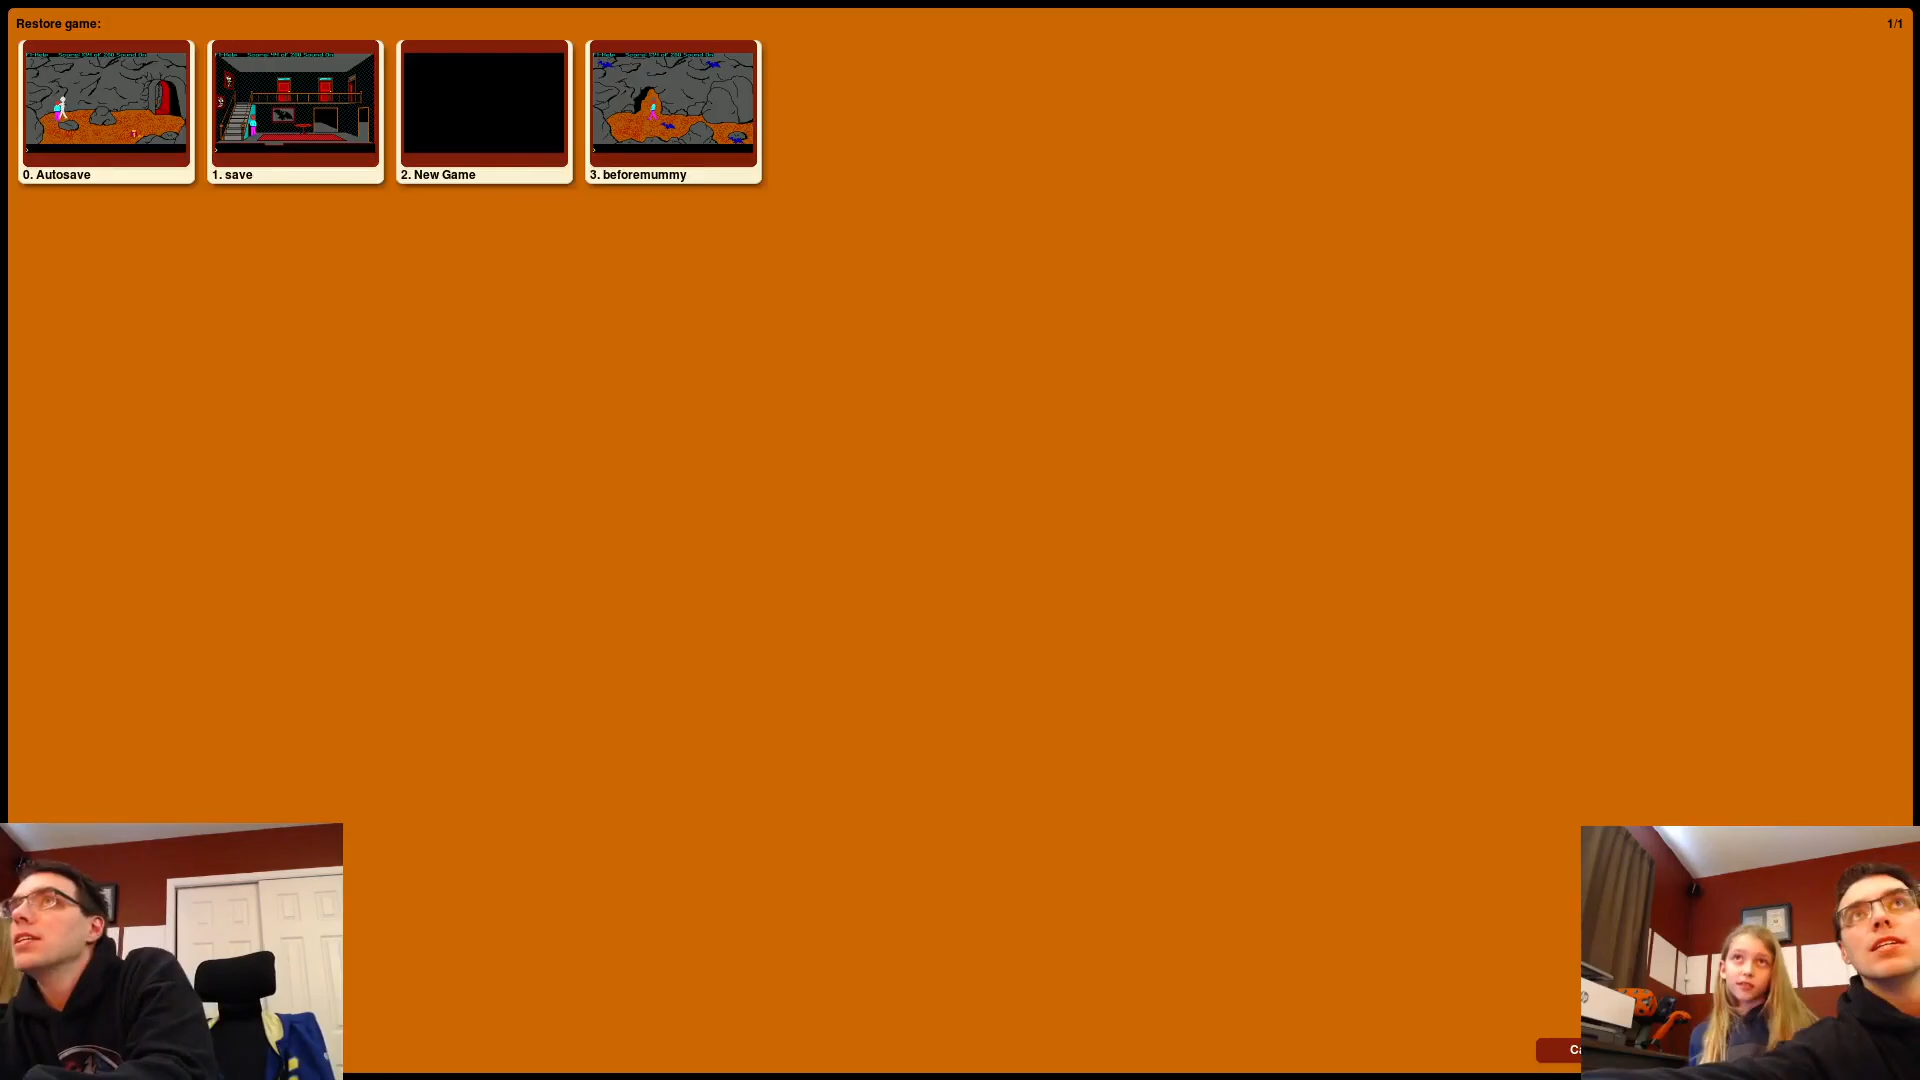 Restore game:
1/1
0. Autosave
1. save
2. New Game
3. beforemummy